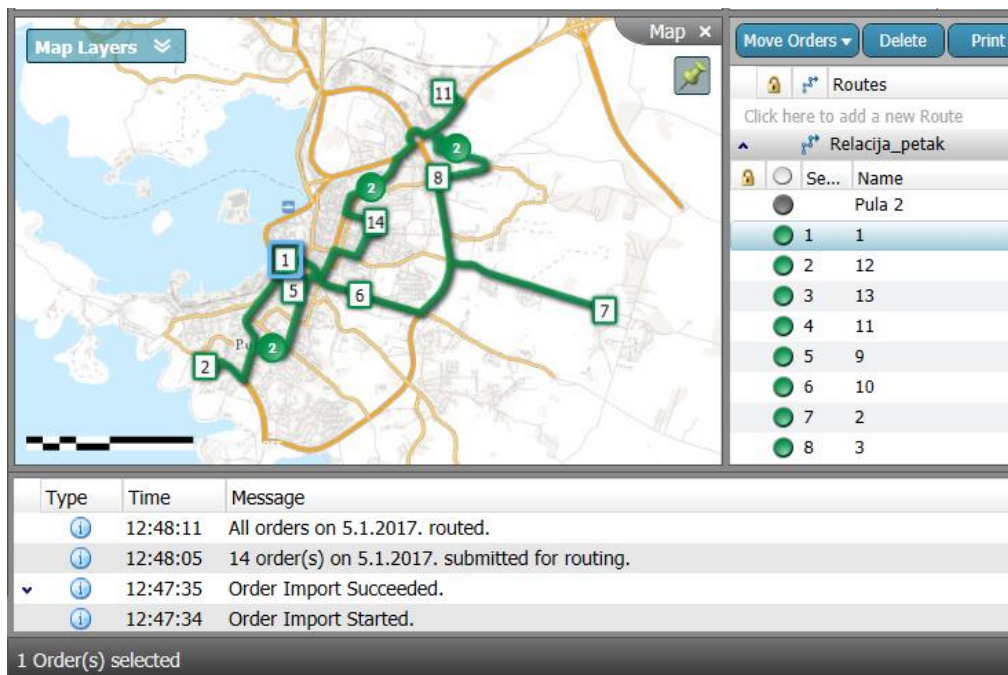 Map Layers
Map ×
11
2
8
2
14
1
5
6
7
2
2
Move Orders Delete Print
Routes
Click here to add a new Route
Relacija_petak
Se... Name
Pula 2
1 1
2 12
3 13
4 11
5 9
6 10
7 2
8 3
Type Time Message
12:48:11 All orders on 5.1.2017. routed.
12:48:05 14 order(s) on 5.1.2017. submitted for routing.
12:47:35 Order Import Succeeded.
12:47:34 Order Import Started.
1 Order(s) selected